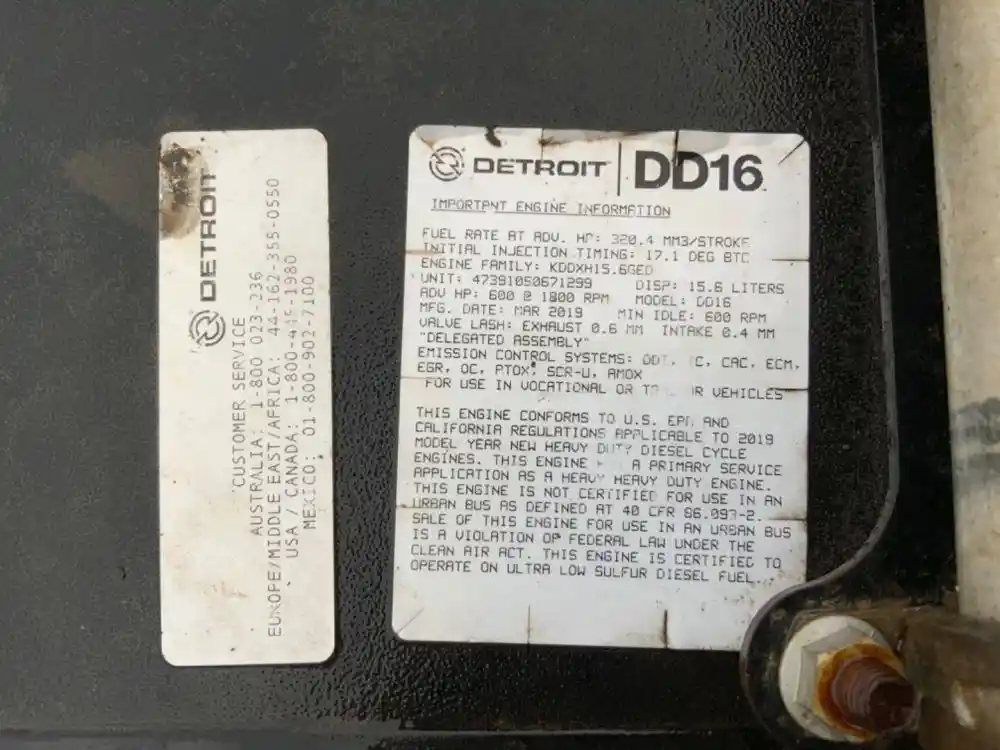 DETROIT
CUSTOMER SERVICE
AUSTRALIA: 1-800 023-236
EUROPE/MIDDLE EAST/AFRICA: 44-162-355-0550
USA / CANADA: 1-800-445-1980
MEXICO: 01-800-902-7100
DETROIT DD16
IMPORTANT ENGINE INFORMATION
FUEL RATE AT ADV. HP: 320.4 MM3/STROKE
INITIAL INJECTION TIMING: 17.1 DEG BTC
ENGINE FAMILY: KDDXH15.6GED
UNIT: 47391050671299 DISP: 15.6 LITERS
ADV HP: 600 @ 1800 RPM MODEL: DD16
MFG. DATE: MAR 2019 MIN IDLE: 600 RPM
VALVE LASH: EXHAUST 0.6 MM INTAKE 0.4 MM
"DELEGATED ASSEMBLY"
EMISSION CONTROL SYSTEMS: CAC, ECM,
EGR, OC, PTOX, SCR-U, AMOX
FOR USE IN VOCATIONAL OR VEHICLES
THIS ENGINE CONFORMS TO U.S. EPA AND
CALIFORNIA REGULATIONS APPLICABLE TO 2019
MODEL YEAR NEW HEAVY DUTY DIESEL CYCLE
ENGINES. THIS ENGINE A PRIMARY SERVICE
APPLICATION AS A HEAVY HEAVY DUTY ENGINE.
THIS ENGINE IS NOT CERTIFIED FOR USE IN AN
URBAN BUS AS DEFINED AT 40 CFR 86.093-2.
SALE OF THIS ENGINE FOR USE IN AN URBAN BUS
IS A VIOLATION OF FEDERAL LAW UNDER THE
CLEAN AIR ACT. THIS ENGINE IS CERTIFIED TO
OPERATE ON ULTRA LOW SULFUR DIESEL FUEL.